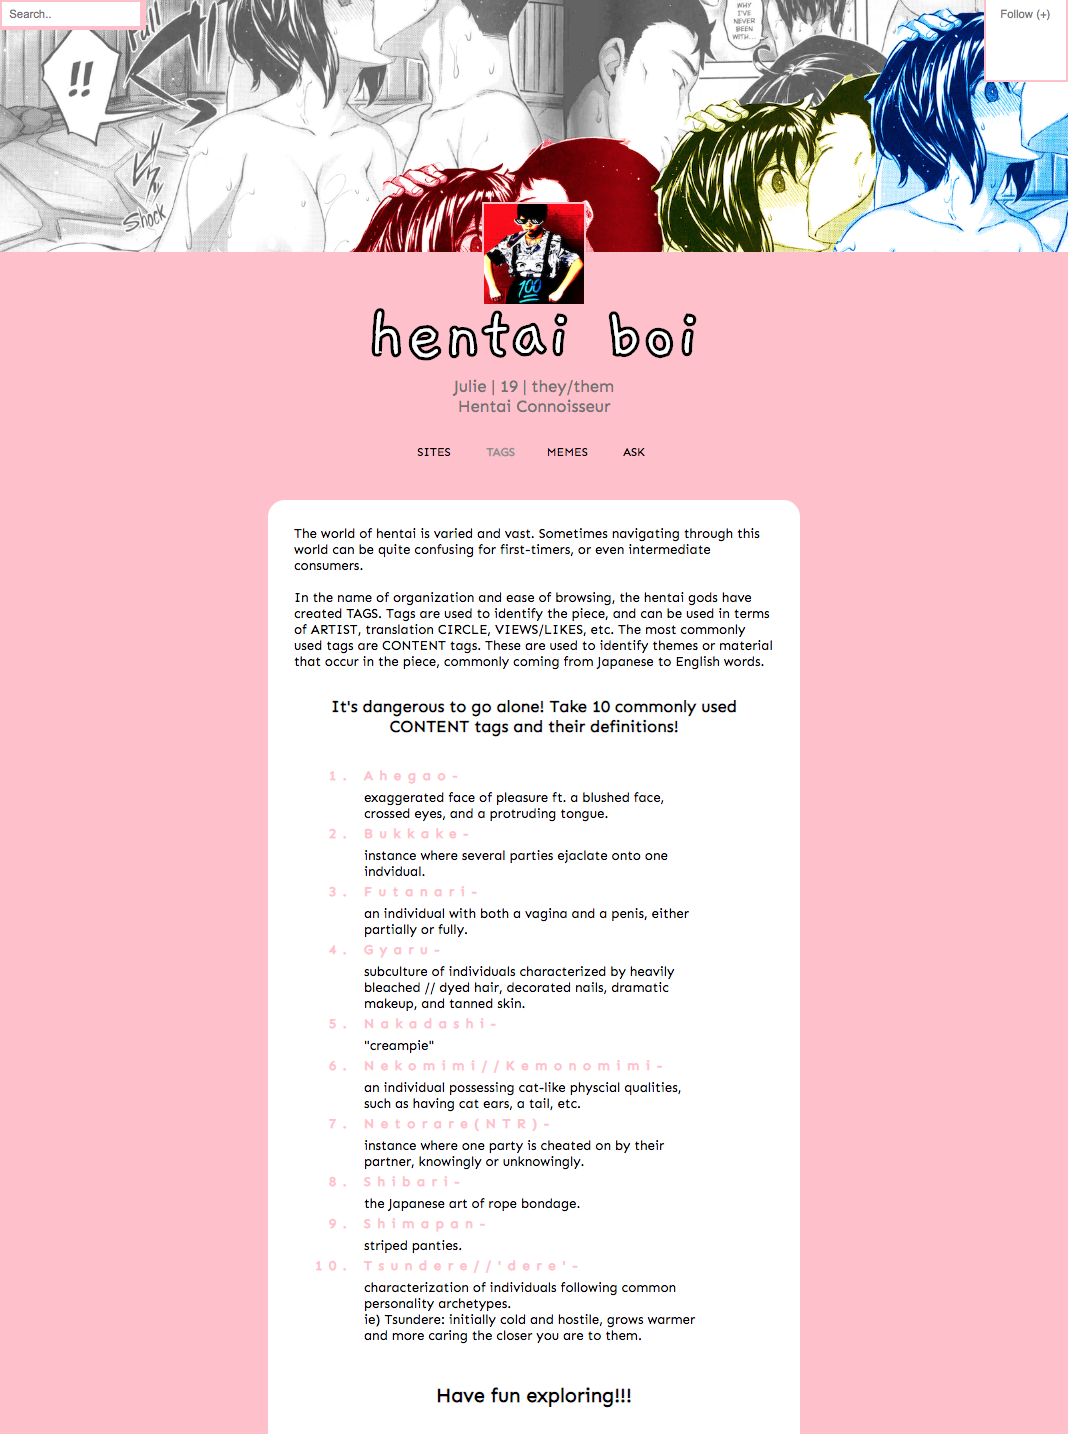 Search..
Follow (+)
Full
!!
WHY
I'VE
NEVER
BEEN
WITH...
Shock
100
hentai boi
Julie | 19 | they/them
Hentai Connoisseur
SITES TAGS MEMES ASK
The world of hentai is varied and vast. Sometimes navigating through this
world can be quite confusing for first-timers, or even intermediate
consumers.
In the name of organization and ease of browsing, the hentai gods have
created TAGS. Tags are used to identify the piece, and can be used in terms
of ARTIST, translation CIRCLE, VIEWS/LIKES, etc. The most commonly
used tags are CONTENT tags. These are used to identify themes or material
that occur in the piece, commonly coming from Japanese to English words.
It's dangerous to go alone! Take 10 commonly used
CONTENT tags and their definitions!
1. Ahegao-
exaggerated face of pleasure ft. a blushed face,
crossed eyes, and a protruding tongue.
2. Bukkake-
instance where several parties ejaclate onto one
indvidual.
3. Futanari-
an individual with both a vagina and a penis, either
partially or fully.
4. Gyaru-
subculture of individuals characterized by heavily
bleached // dyed hair, decorated nails, dramatic
makeup, and tanned skin.
5. Nakadashi-
"creampie"
6. Nekomimi//Kemonomimi-
an individual possessing cat-like physcial qualities,
such as having cat ears, a tail, etc.
7. Netorare(NTR)-
instance where one party is cheated on by their
partner, knowingly or unknowingly.
8. Shibari-
the Japanese art of rope bondage.
9. Shimapan-
striped panties.
10. Tsundere//'dere'-
characterization of individuals following common
personality archetypes.
ie) Tsundere: initially cold and hostile, grows warmer
and more caring the closer you are to them.
Have fun exploring!!!